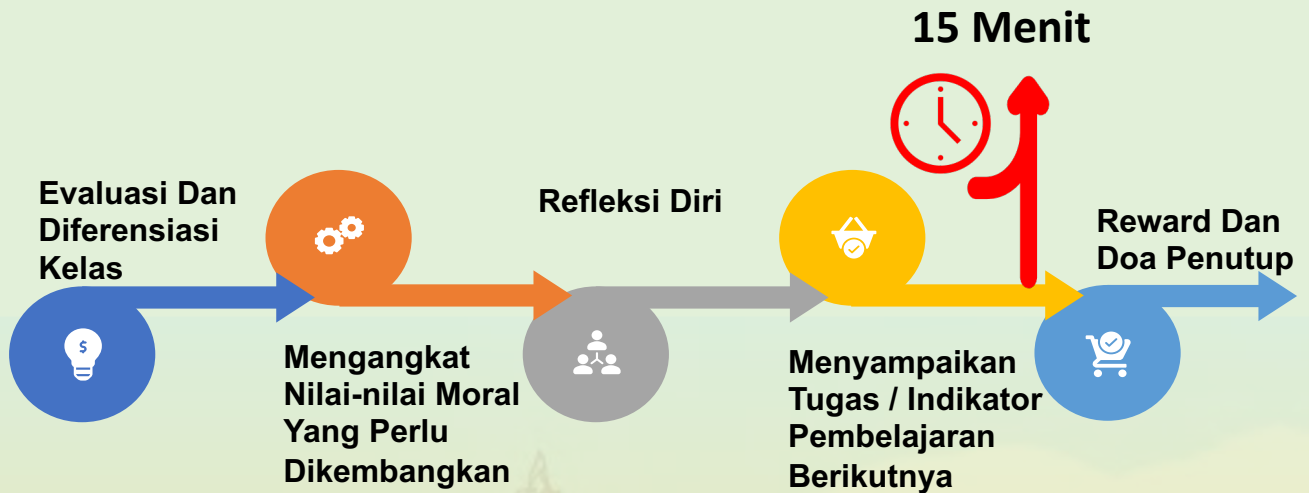 15 Menit
Evaluasi Dan
Diferensiasi
Kelas
$
Mengangkat
Nilai-nilai Moral
Yang Perlu
Dikembangkan
Refleksi Diri
Menyampaikan
Tugas / Indikator
Pembelajaran
Berikutnya
Reward Dan
Doa Penutup